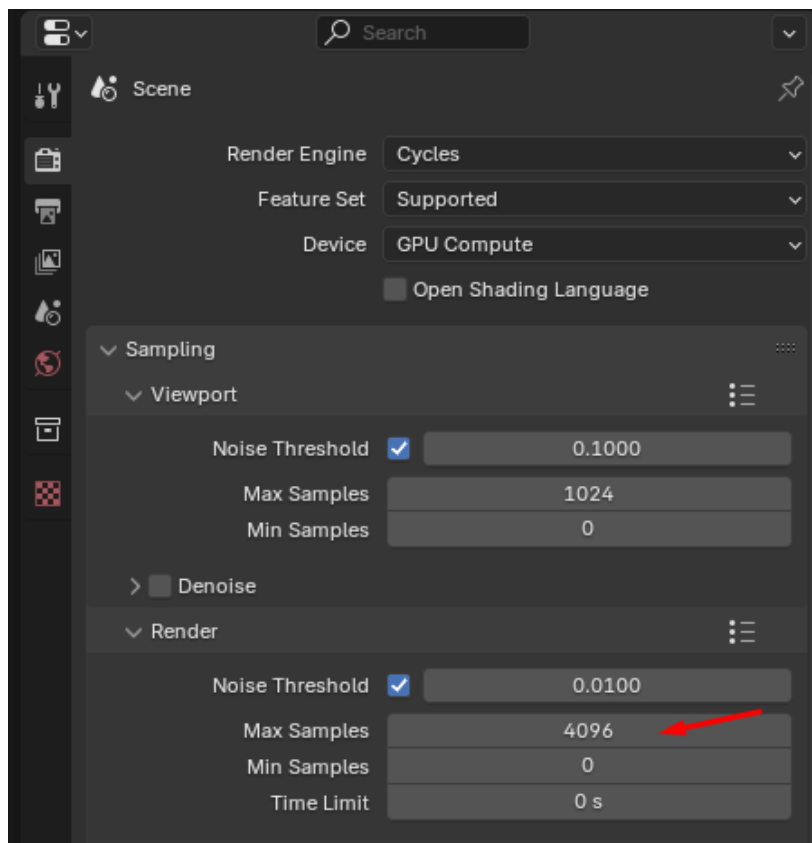 Search
Scene
Render Engine Cycles
Feature Set Supported
Device GPU Compute
Open Shading Language
Sampling
Viewport
Noise Threshold 0.1000
Max Samples 1024
Min Samples 0
Denoise
Render
Noise Threshold 0.0100
Max Samples 4096
Min Samples 0
Time Limit 0 s